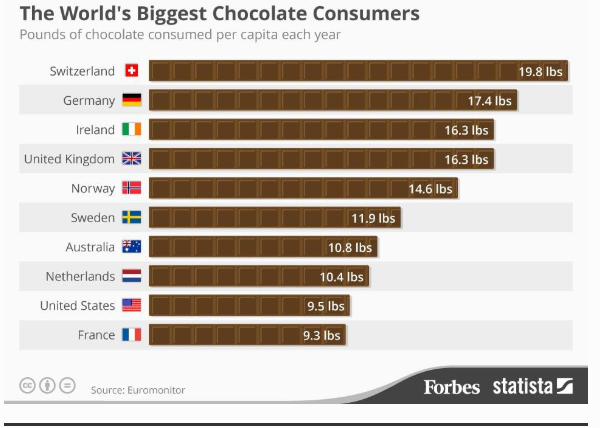 The World's Biggest Chocolate Consumers
Pounds of chocolate consumed per capita each year
Switzerland 19.8 lbs
Germany 17.4 lbs
Ireland 16.3 lbs
United Kingdom 16.3 lbs
Norway 14.6 lbs
Sweden 11.9 lbs
Australia 10.8 lbs
Netherlands 10.4 lbs
United States 9.5 lbs
France 9.3 lbs
cc Source: Euromonitor Forbes statista